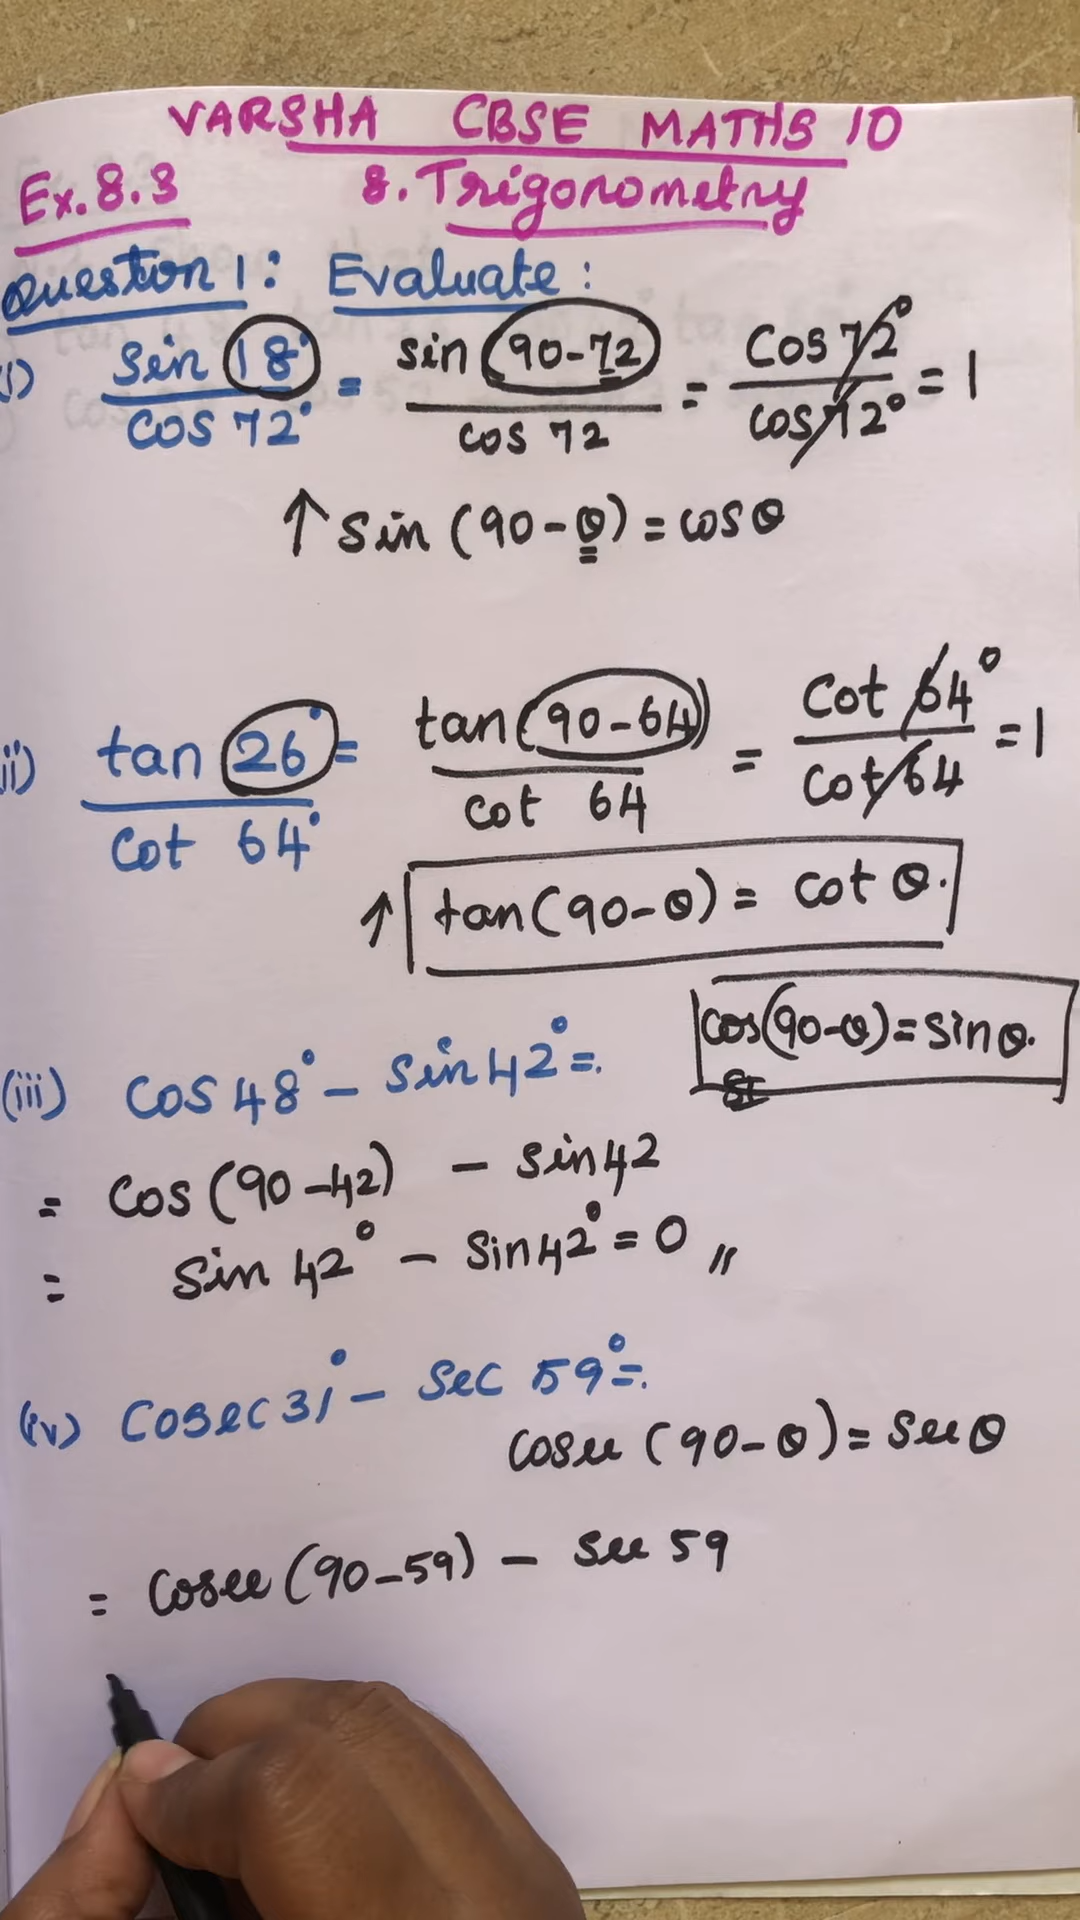 VARSHA CBSE MATHS 10
Ex.8.3 8. Trigonometry
Question 1: Evaluate:
i) sin 18° / cos 72° = sin (90-72) / cos 72 = cos 72° / cos 72° = 1
↑ sin (90-θ) = cos θ
ii) tan 26° / cot 64° = tan (90-64) / cot 64 = cot 64° / cot 64 = 1
↑ tan (90-θ) = cot θ.
cos(90-θ) = sin θ.
(iii) cos 48° - sin 42° =.
= cos (90-42) - sin 42
= sin 42° - sin 42° = 0 //
(iv) cosec 31° - sec 59° =.
cosec (90-θ) = sec θ
= cosec (90-59) - sec 59